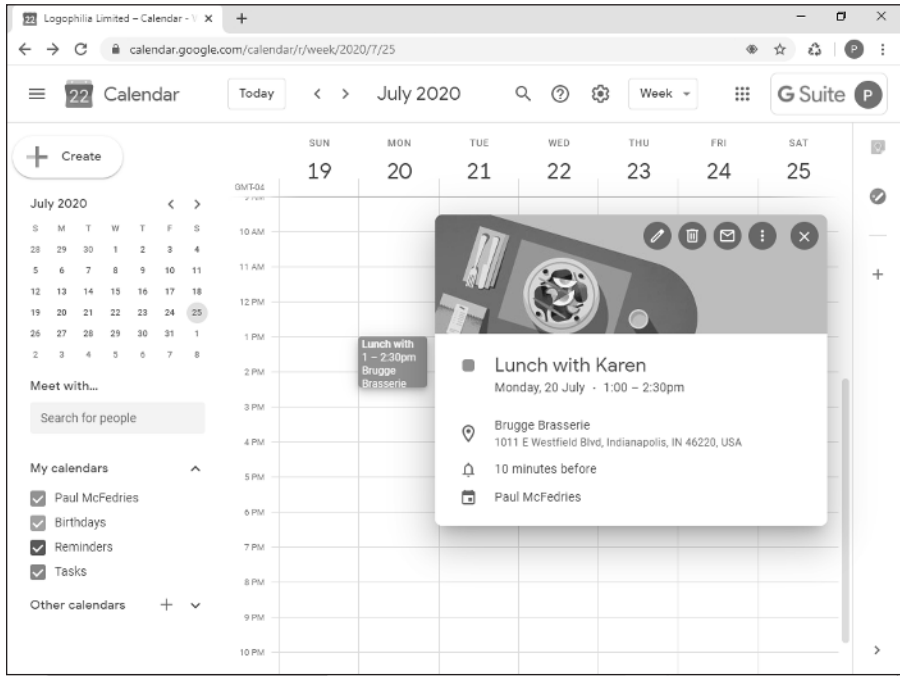 22 Logophilia Limited – Calendar -
calendar.google.com/calendar/r/week/2020/7/25
P
22 Calendar
Today
July 2020
Week
G Suite P
Create
SUN MON TUE WED THU FRI SAT
19 20 21 22 23 24 25
GMT-04
July 2020
S M T W T F S
28 29 30 1 2 3 4
5 6 7 8 9 10 11
12 13 14 15 16 17 18
19 20 21 22 23 24 25
26 27 28 29 30 31 1
2 3 4 5 6 7 8
Meet with...
Search for people
My calendars
Paul McFedries
Birthdays
Reminders
Tasks
Other calendars
10 AM
11 AM
12 PM
1 PM
2 PM
3 PM
4 PM
5 PM
6 PM
7 PM
8 PM
9 PM
10 PM
Lunch with
1 – 2:30pm
Brugge
Brasserie
Lunch with Karen
Monday, 20 July · 1:00 – 2:30pm
Brugge Brasserie
1011 E Westfield Blvd, Indianapolis, IN 46220, USA
10 minutes before
Paul McFedries